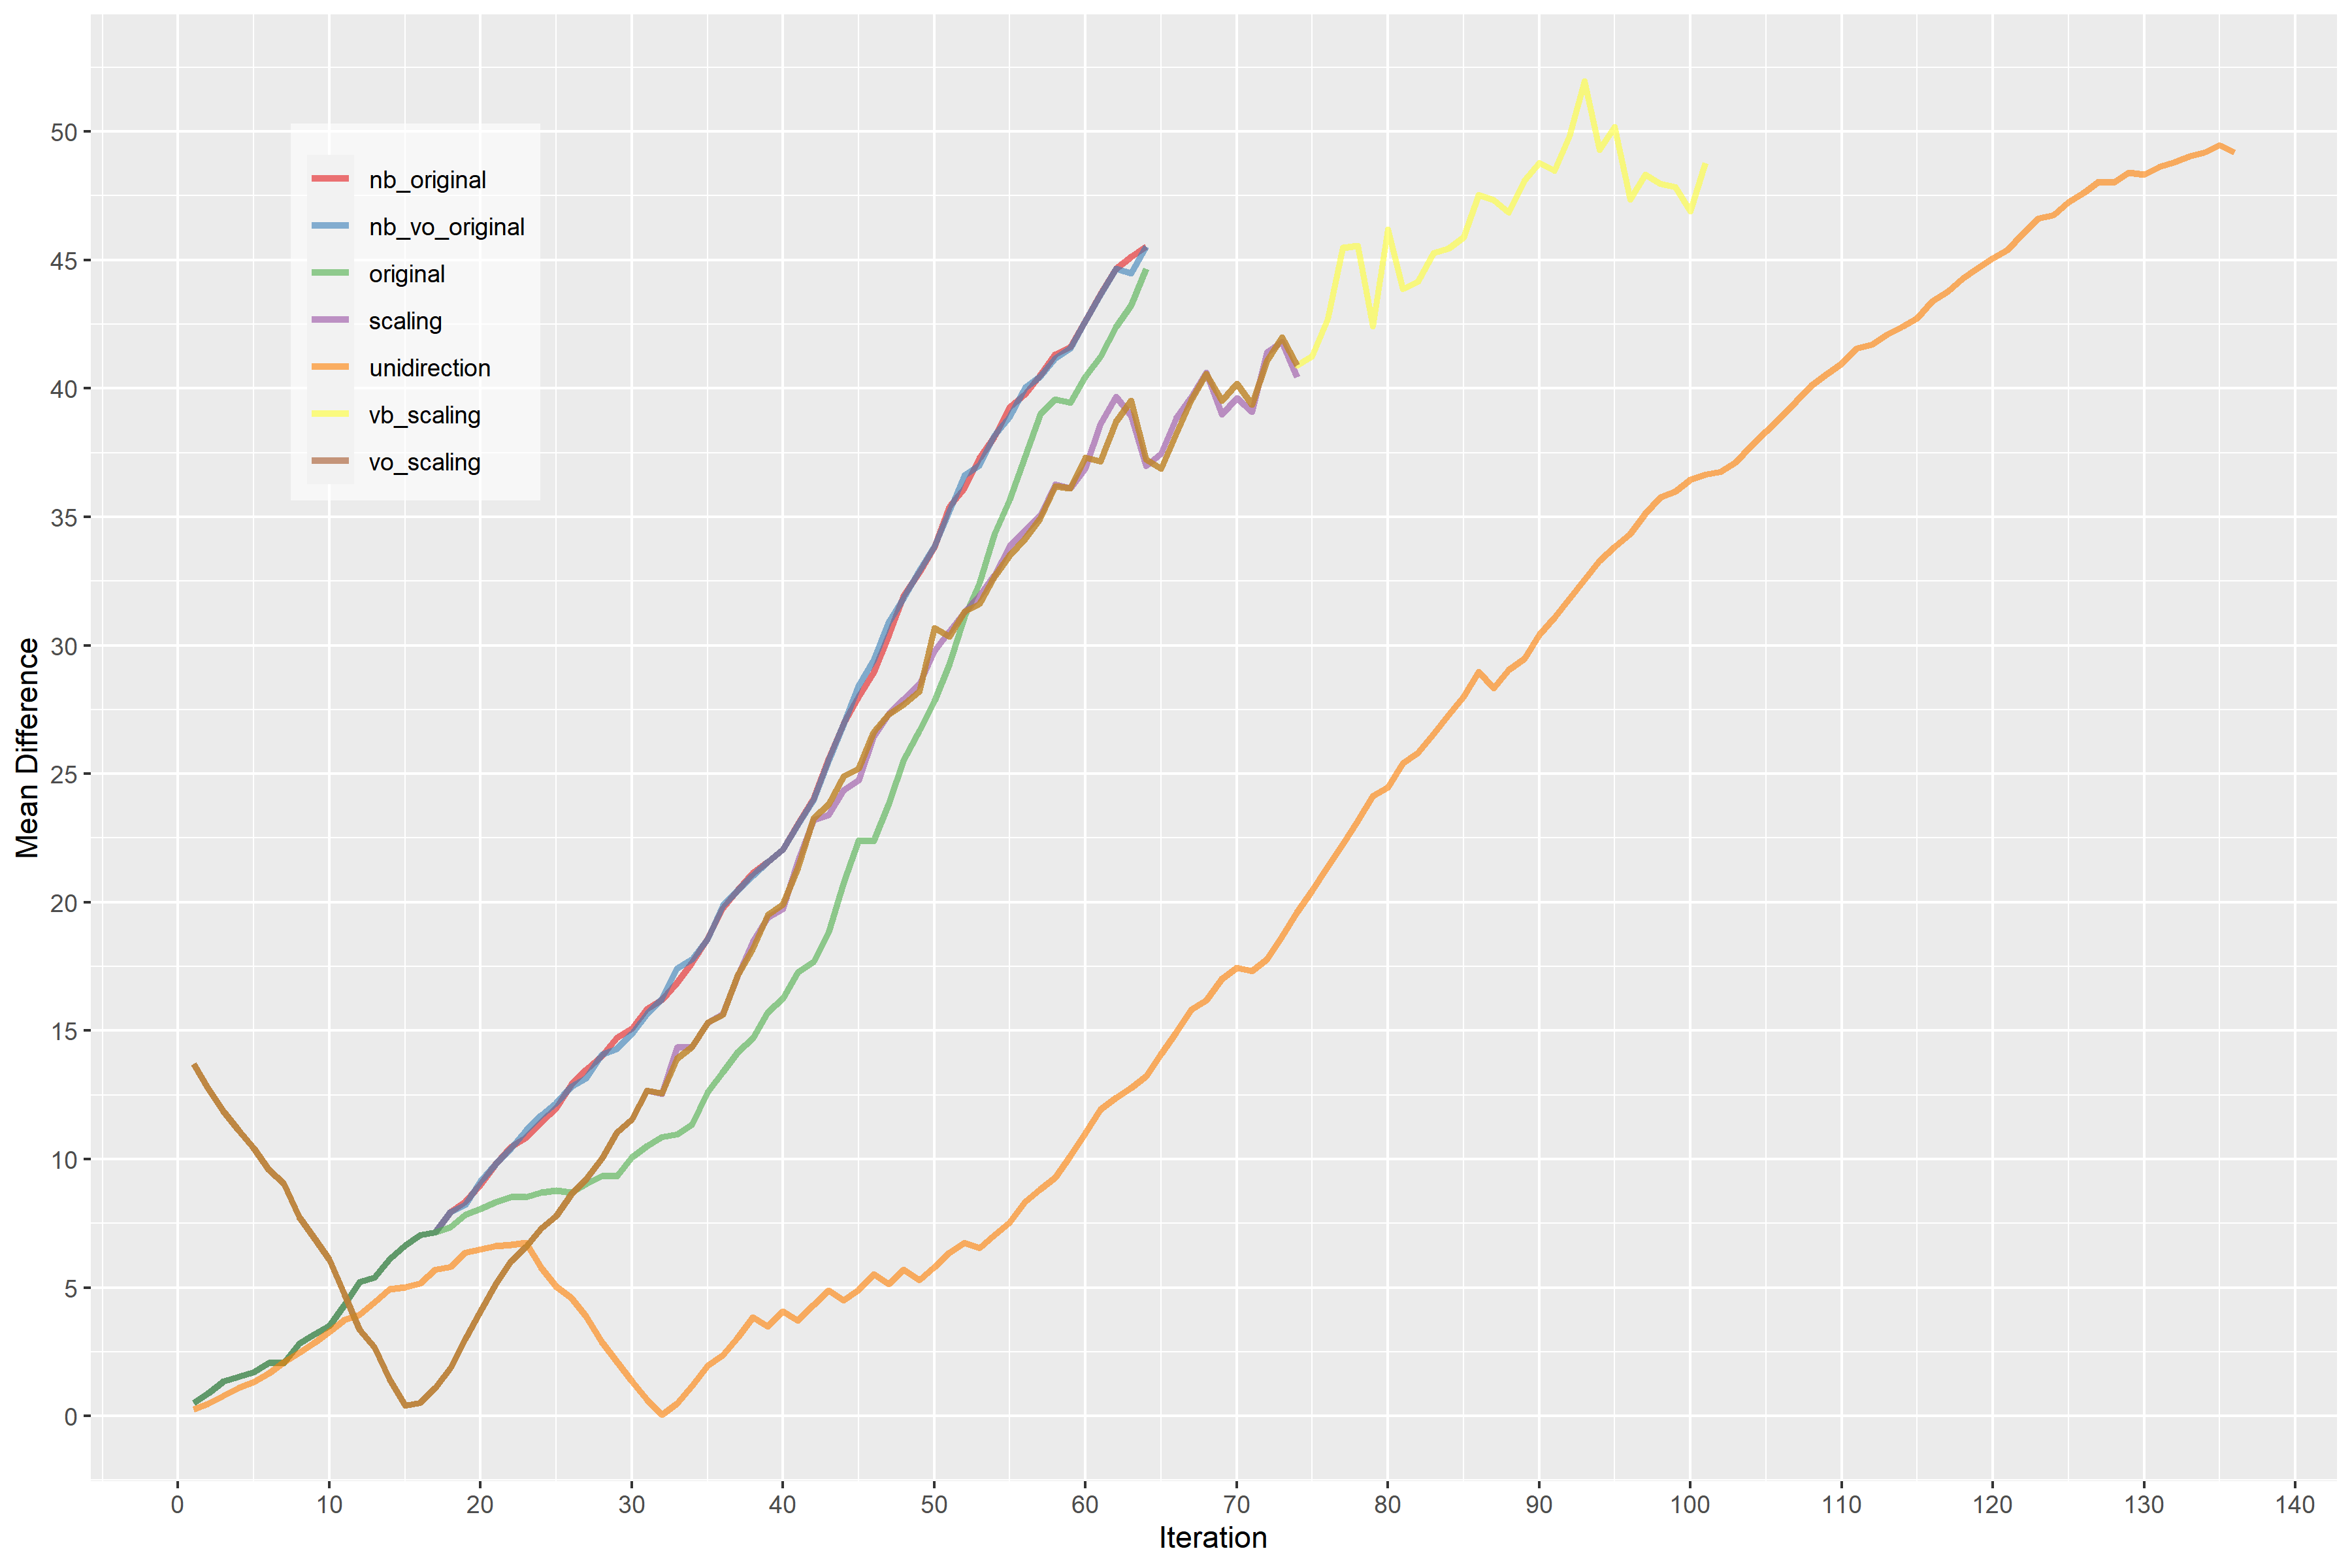 50
45
40
35
30
25
20
15
10
5
0
Mean Difference
nb_original
nb_vo_original
original
scaling
unidirection
vb_scaling
vo_scaling
0 10 20 30 40 50 60 70 80 90 100 110 120 130 140
Iteration